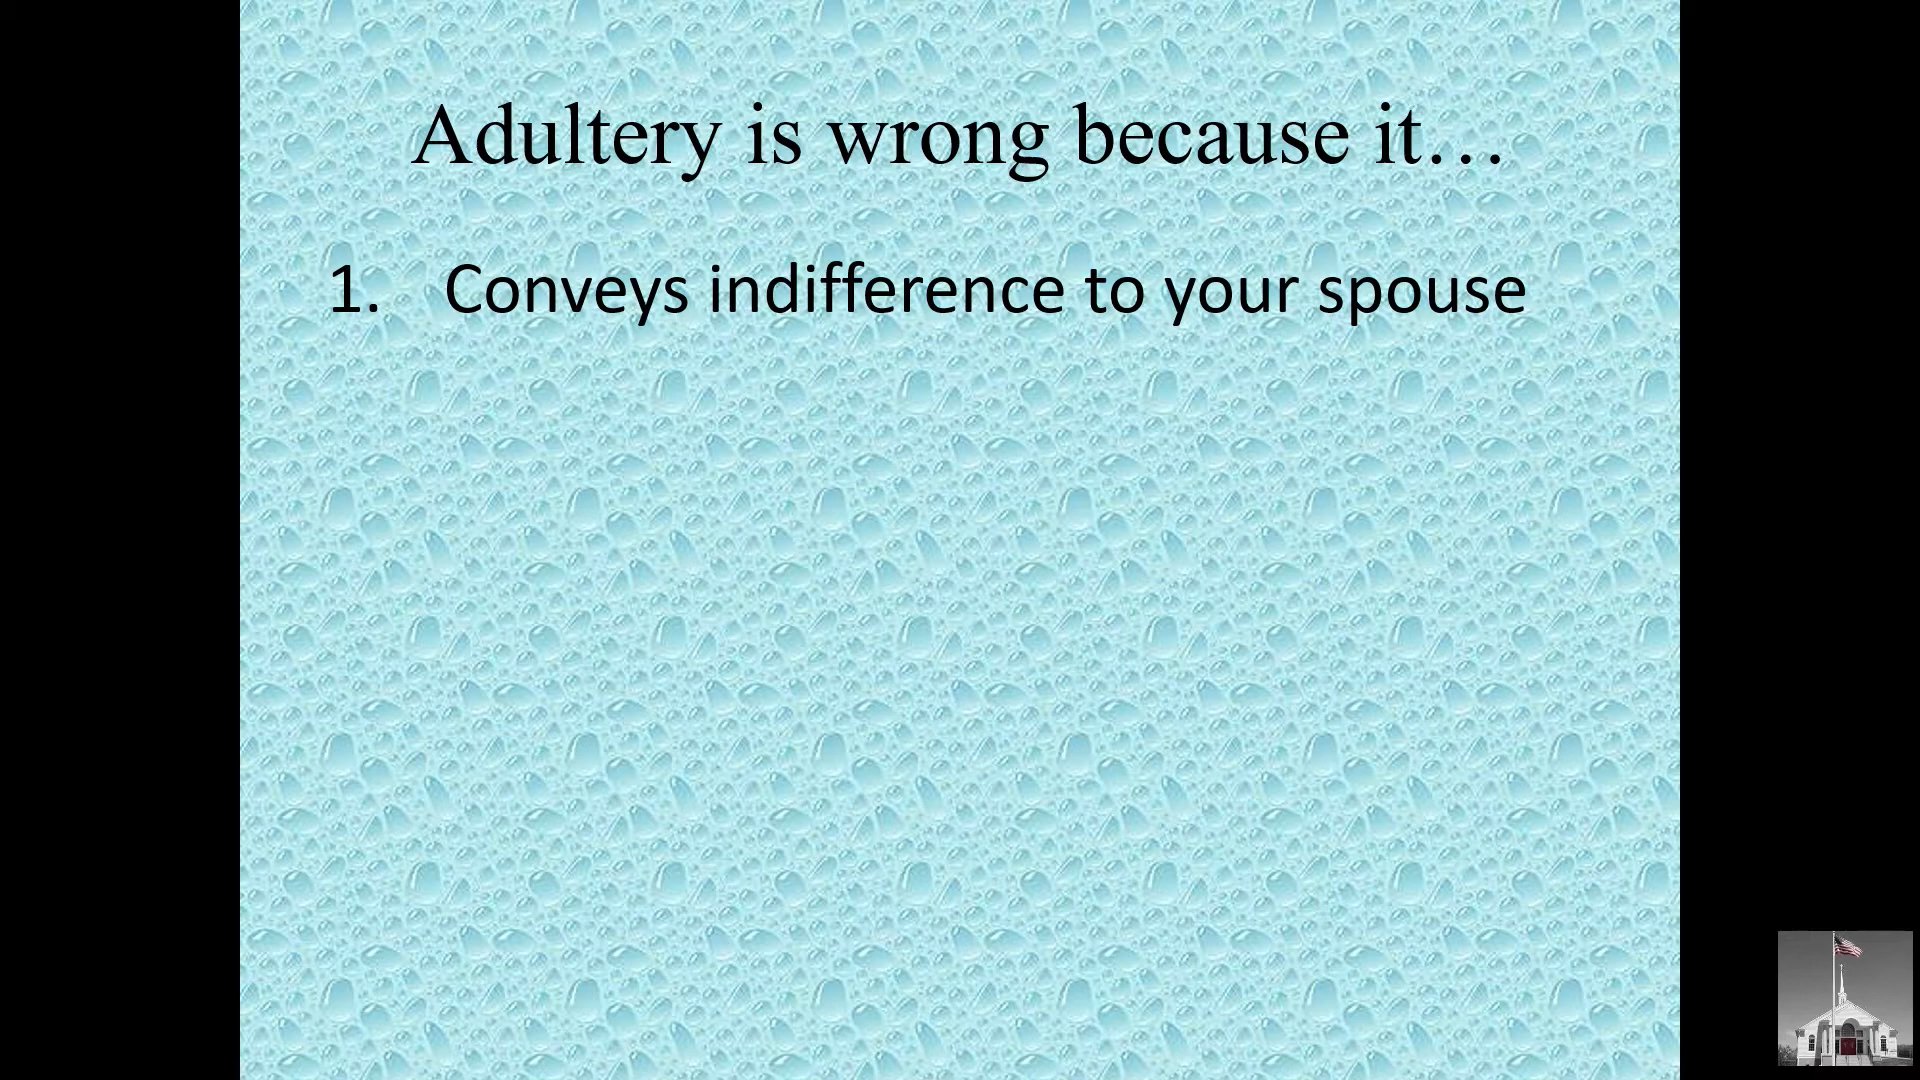 Adultery is wrong because it…
1. Conveys indifference to your spouse